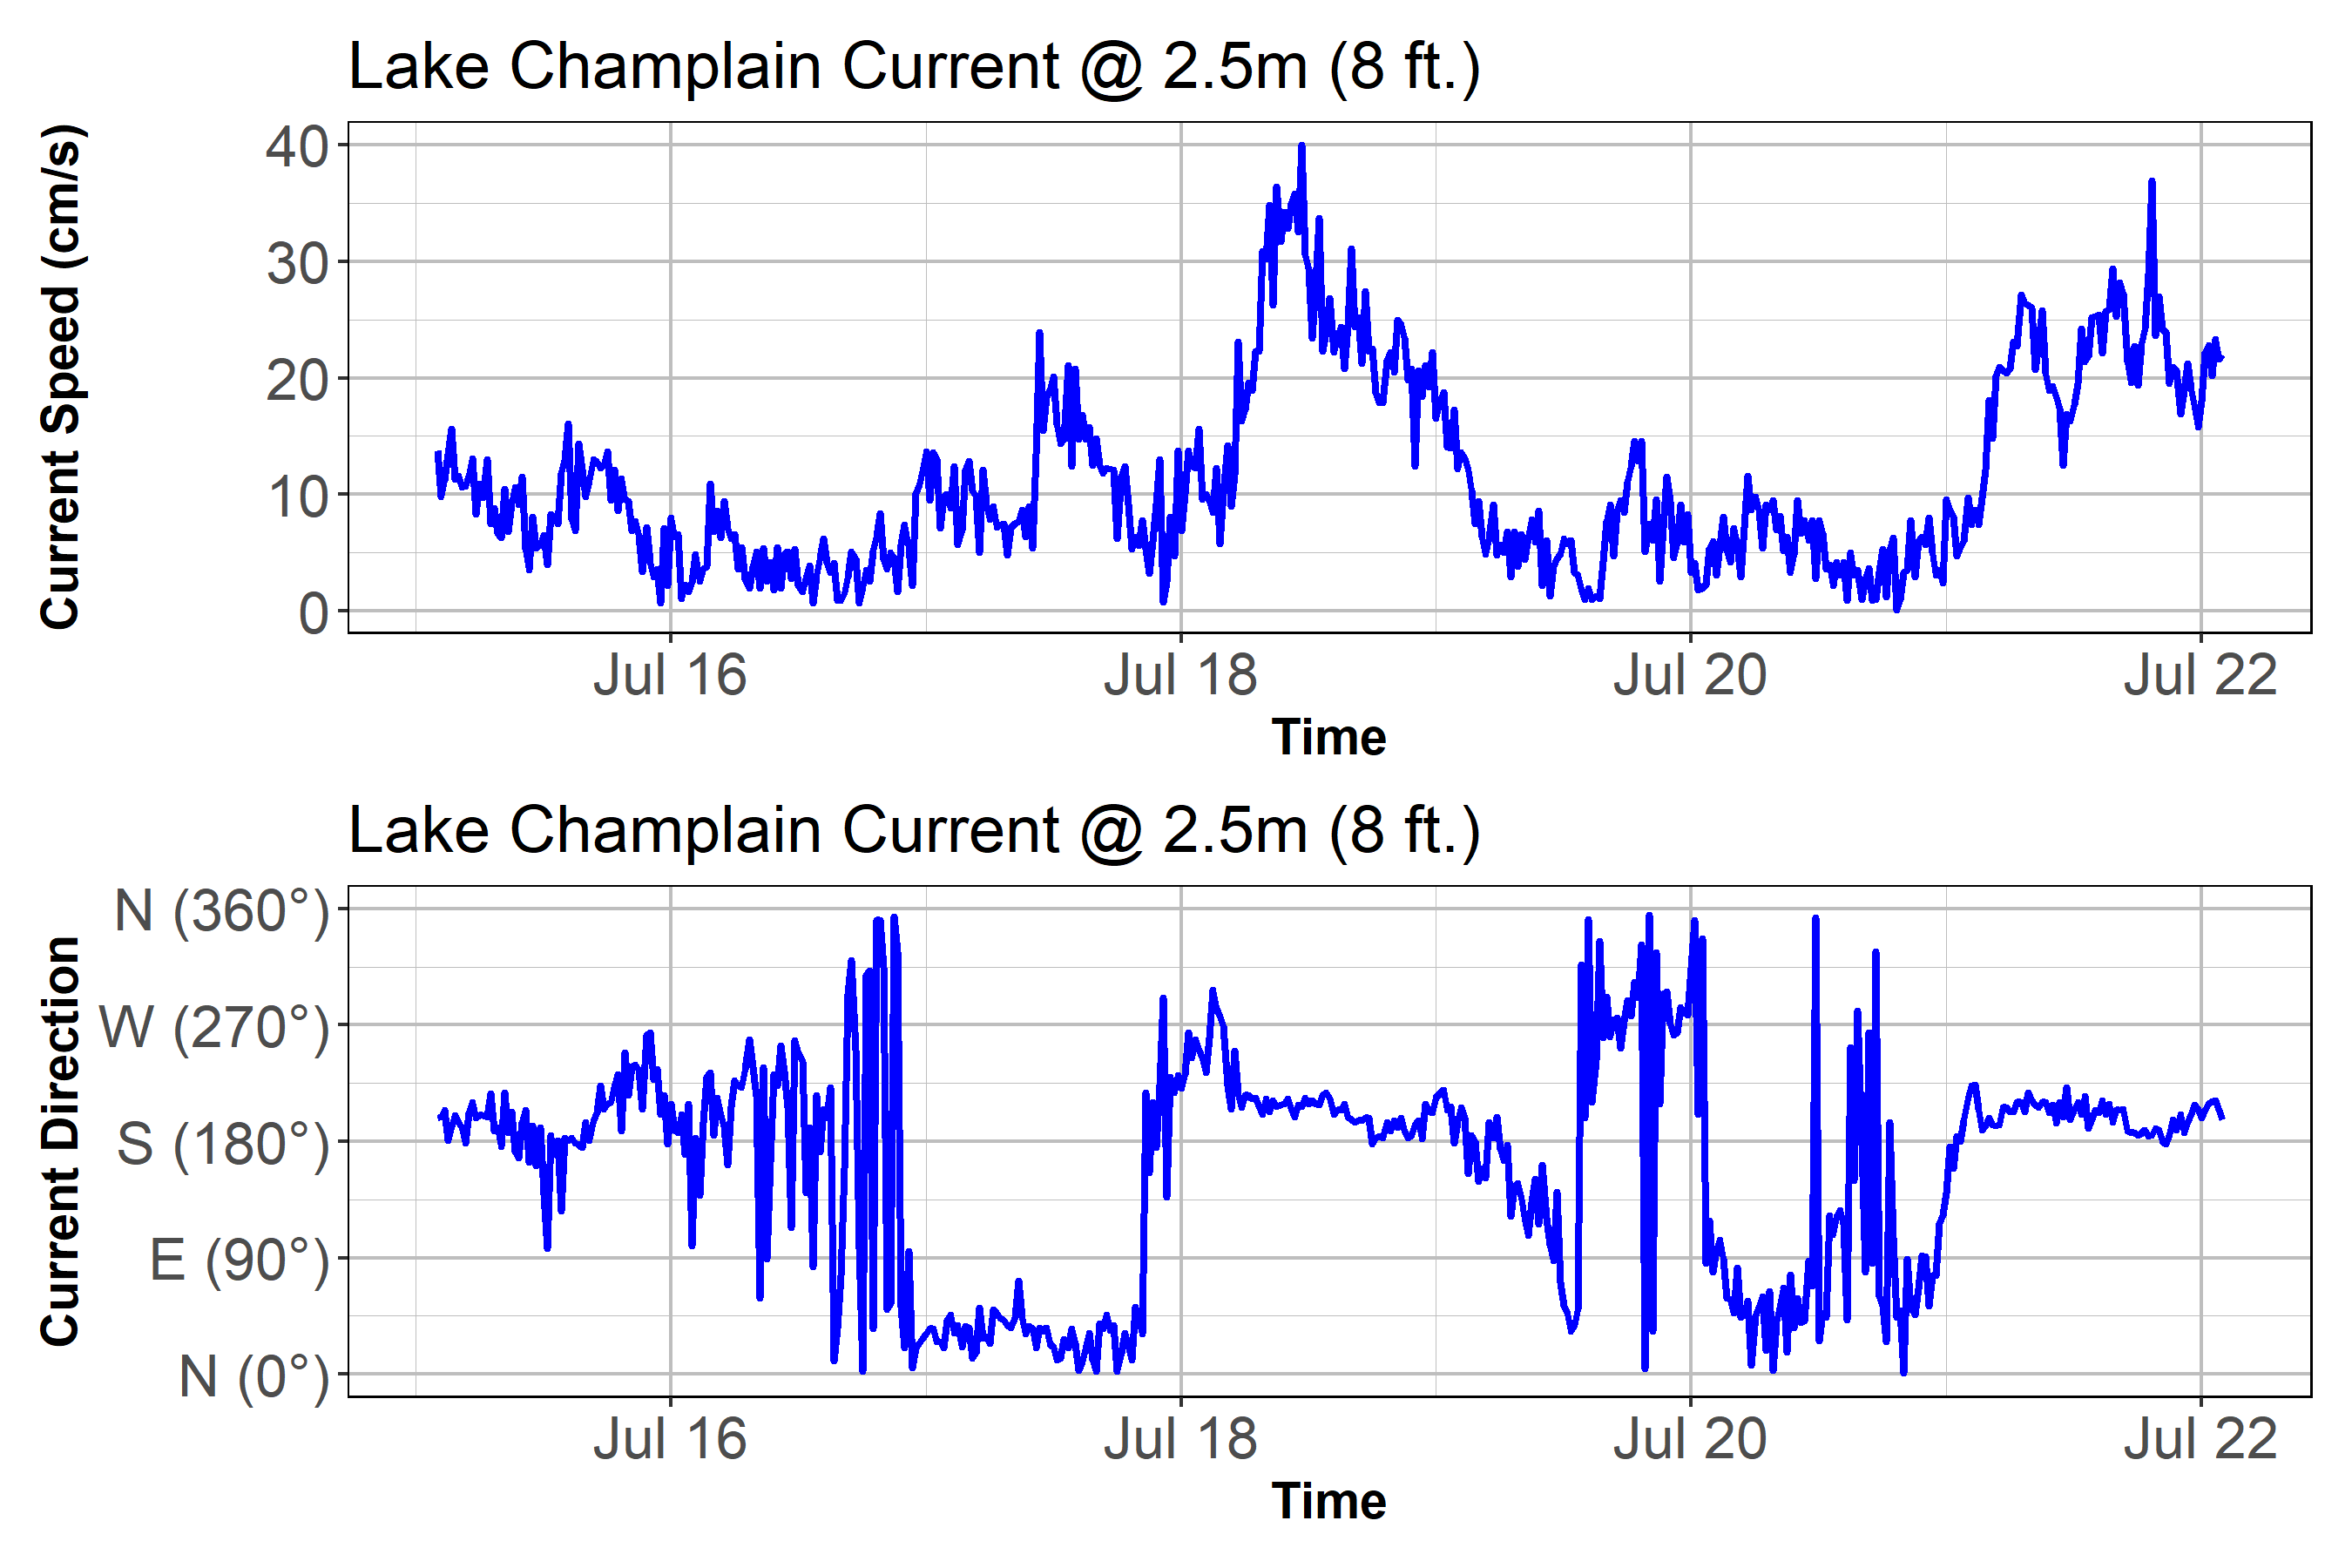 Lake Champlain Current @ 2.5m (8 ft.)
Current Speed (cm/s)
40
30
20
10
0
Jul 16 Jul 18 Jul 20 Jul 22
Time
Lake Champlain Current @ 2.5m (8 ft.)
Current Direction
N (360°)
W (270°)
S (180°)
E (90°)
N (0°)
Jul 16 Jul 18 Jul 20 Jul 22
Time